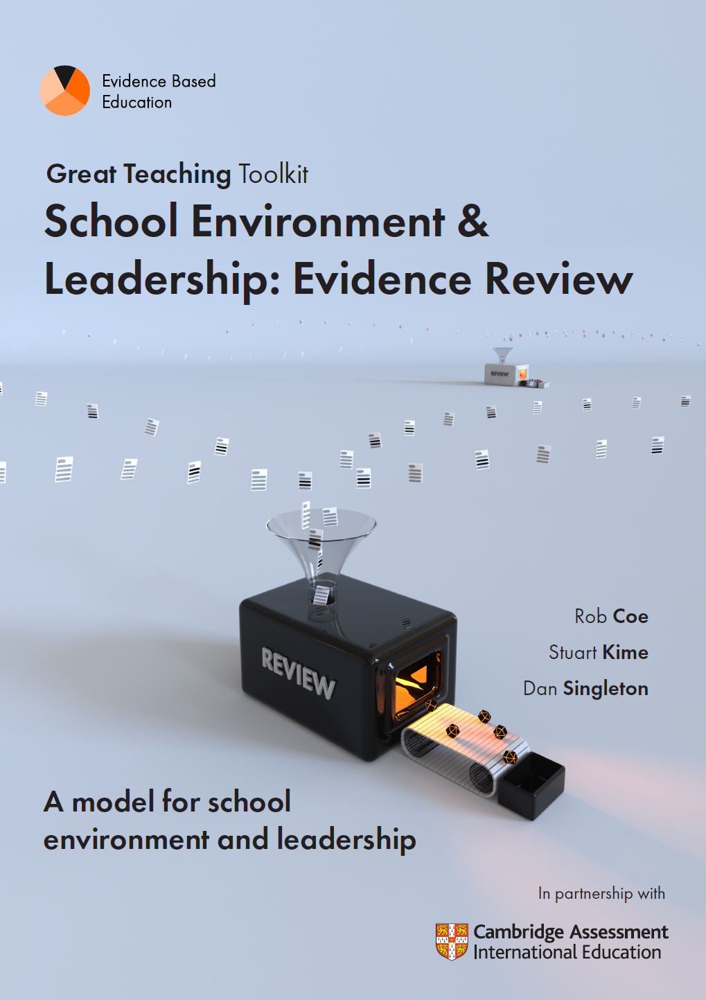 Evidence Based
Education
Great Teaching Toolkit
School Environment &
Leadership: Evidence Review
REVIEW
REVIEW
Rob Coe
Stuart Kime
Dan Singleton
A model for school
environment and leadership
In partnership with
Cambridge Assessment
International Education